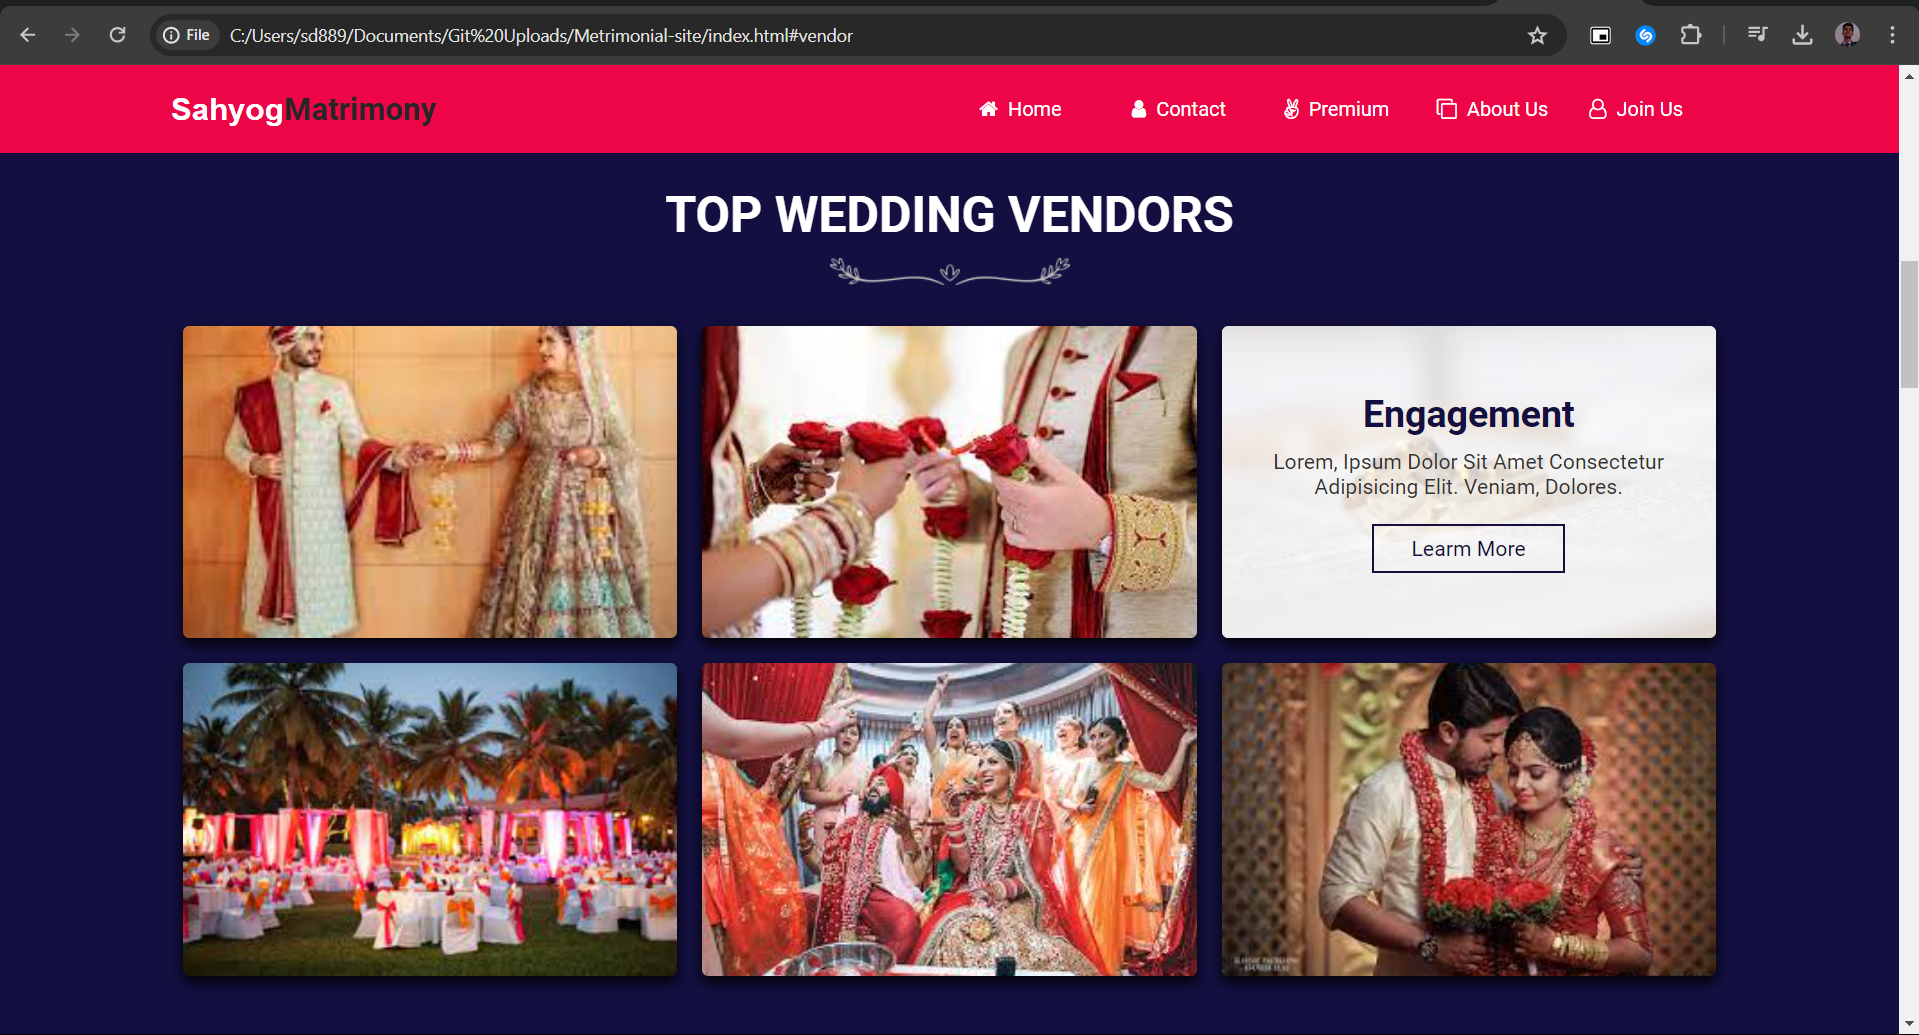 File
C:/Users/sd889/Documents/Git%20Uploads/Metrimonial-site/index.html#vendor
SahyogMatrimony
Home
Contact
Premium
About Us
Join Us
TOP WEDDING VENDORS
Engagement
Lorem, Ipsum Dolor Sit Amet Consectetur
Adipisicing Elit. Veniam, Dolores.
Learm More